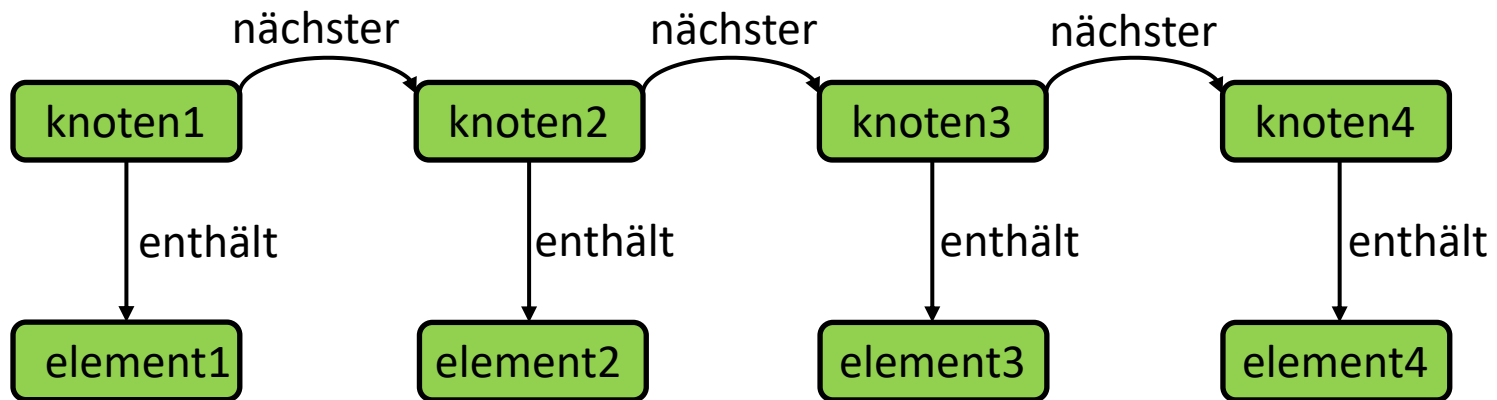 nächster nächster nächster
knoten1 knoten2 knoten3 knoten4
enthält enthält enthält enthält
element1 element2 element3 element4